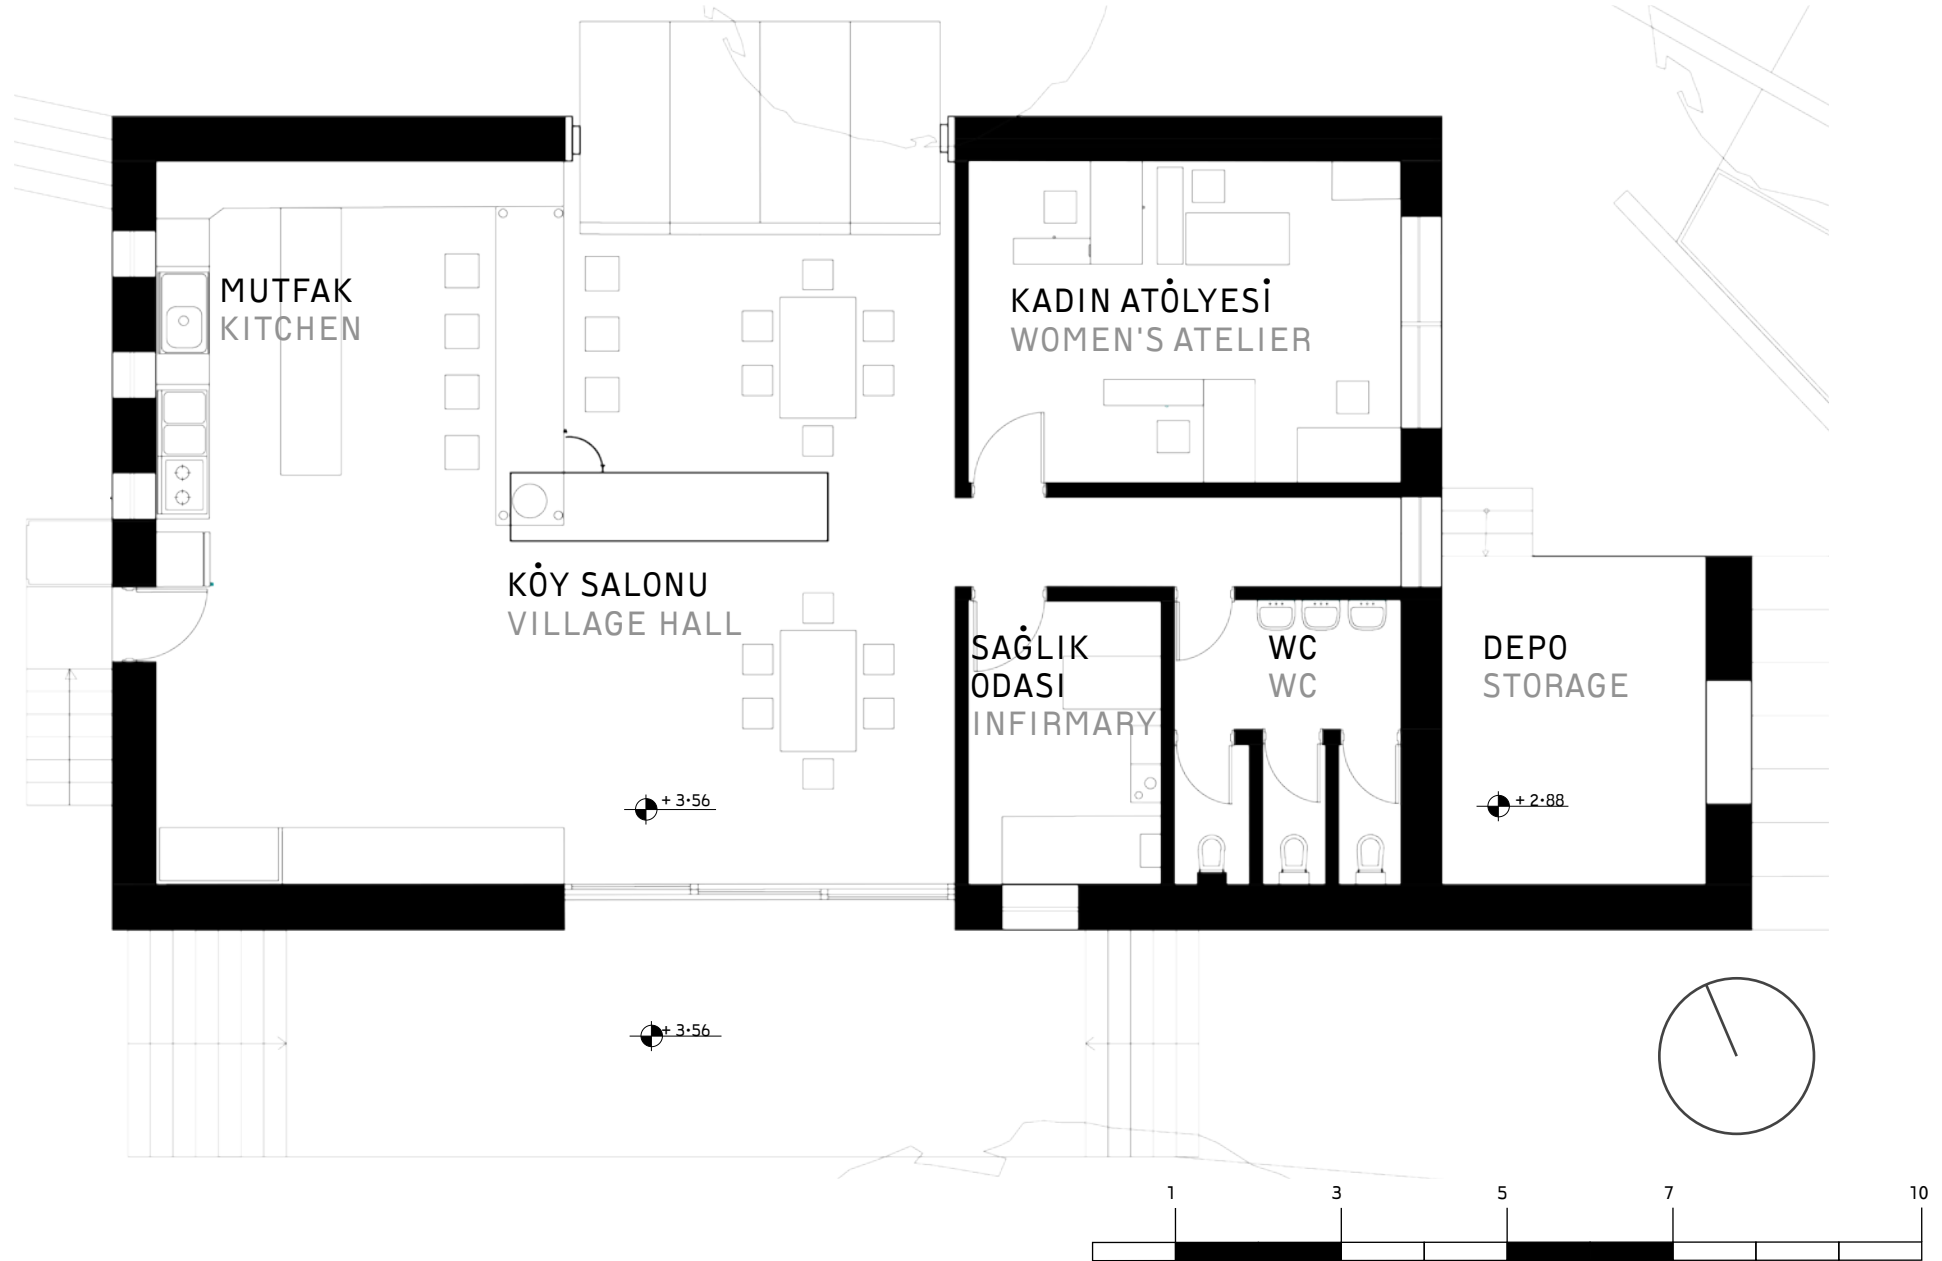 MUTFAK
KITCHEN
KADIN ATÖLYESİ
WOMEN'S ATELIER
KÖY SALONU
VILLAGE HALL
SAĞLIK
ODASI
INFIRMARY
WC
WC
DEPO
STORAGE
+ 3·56
+ 2·88
+ 3·56
1 3 5 7 10